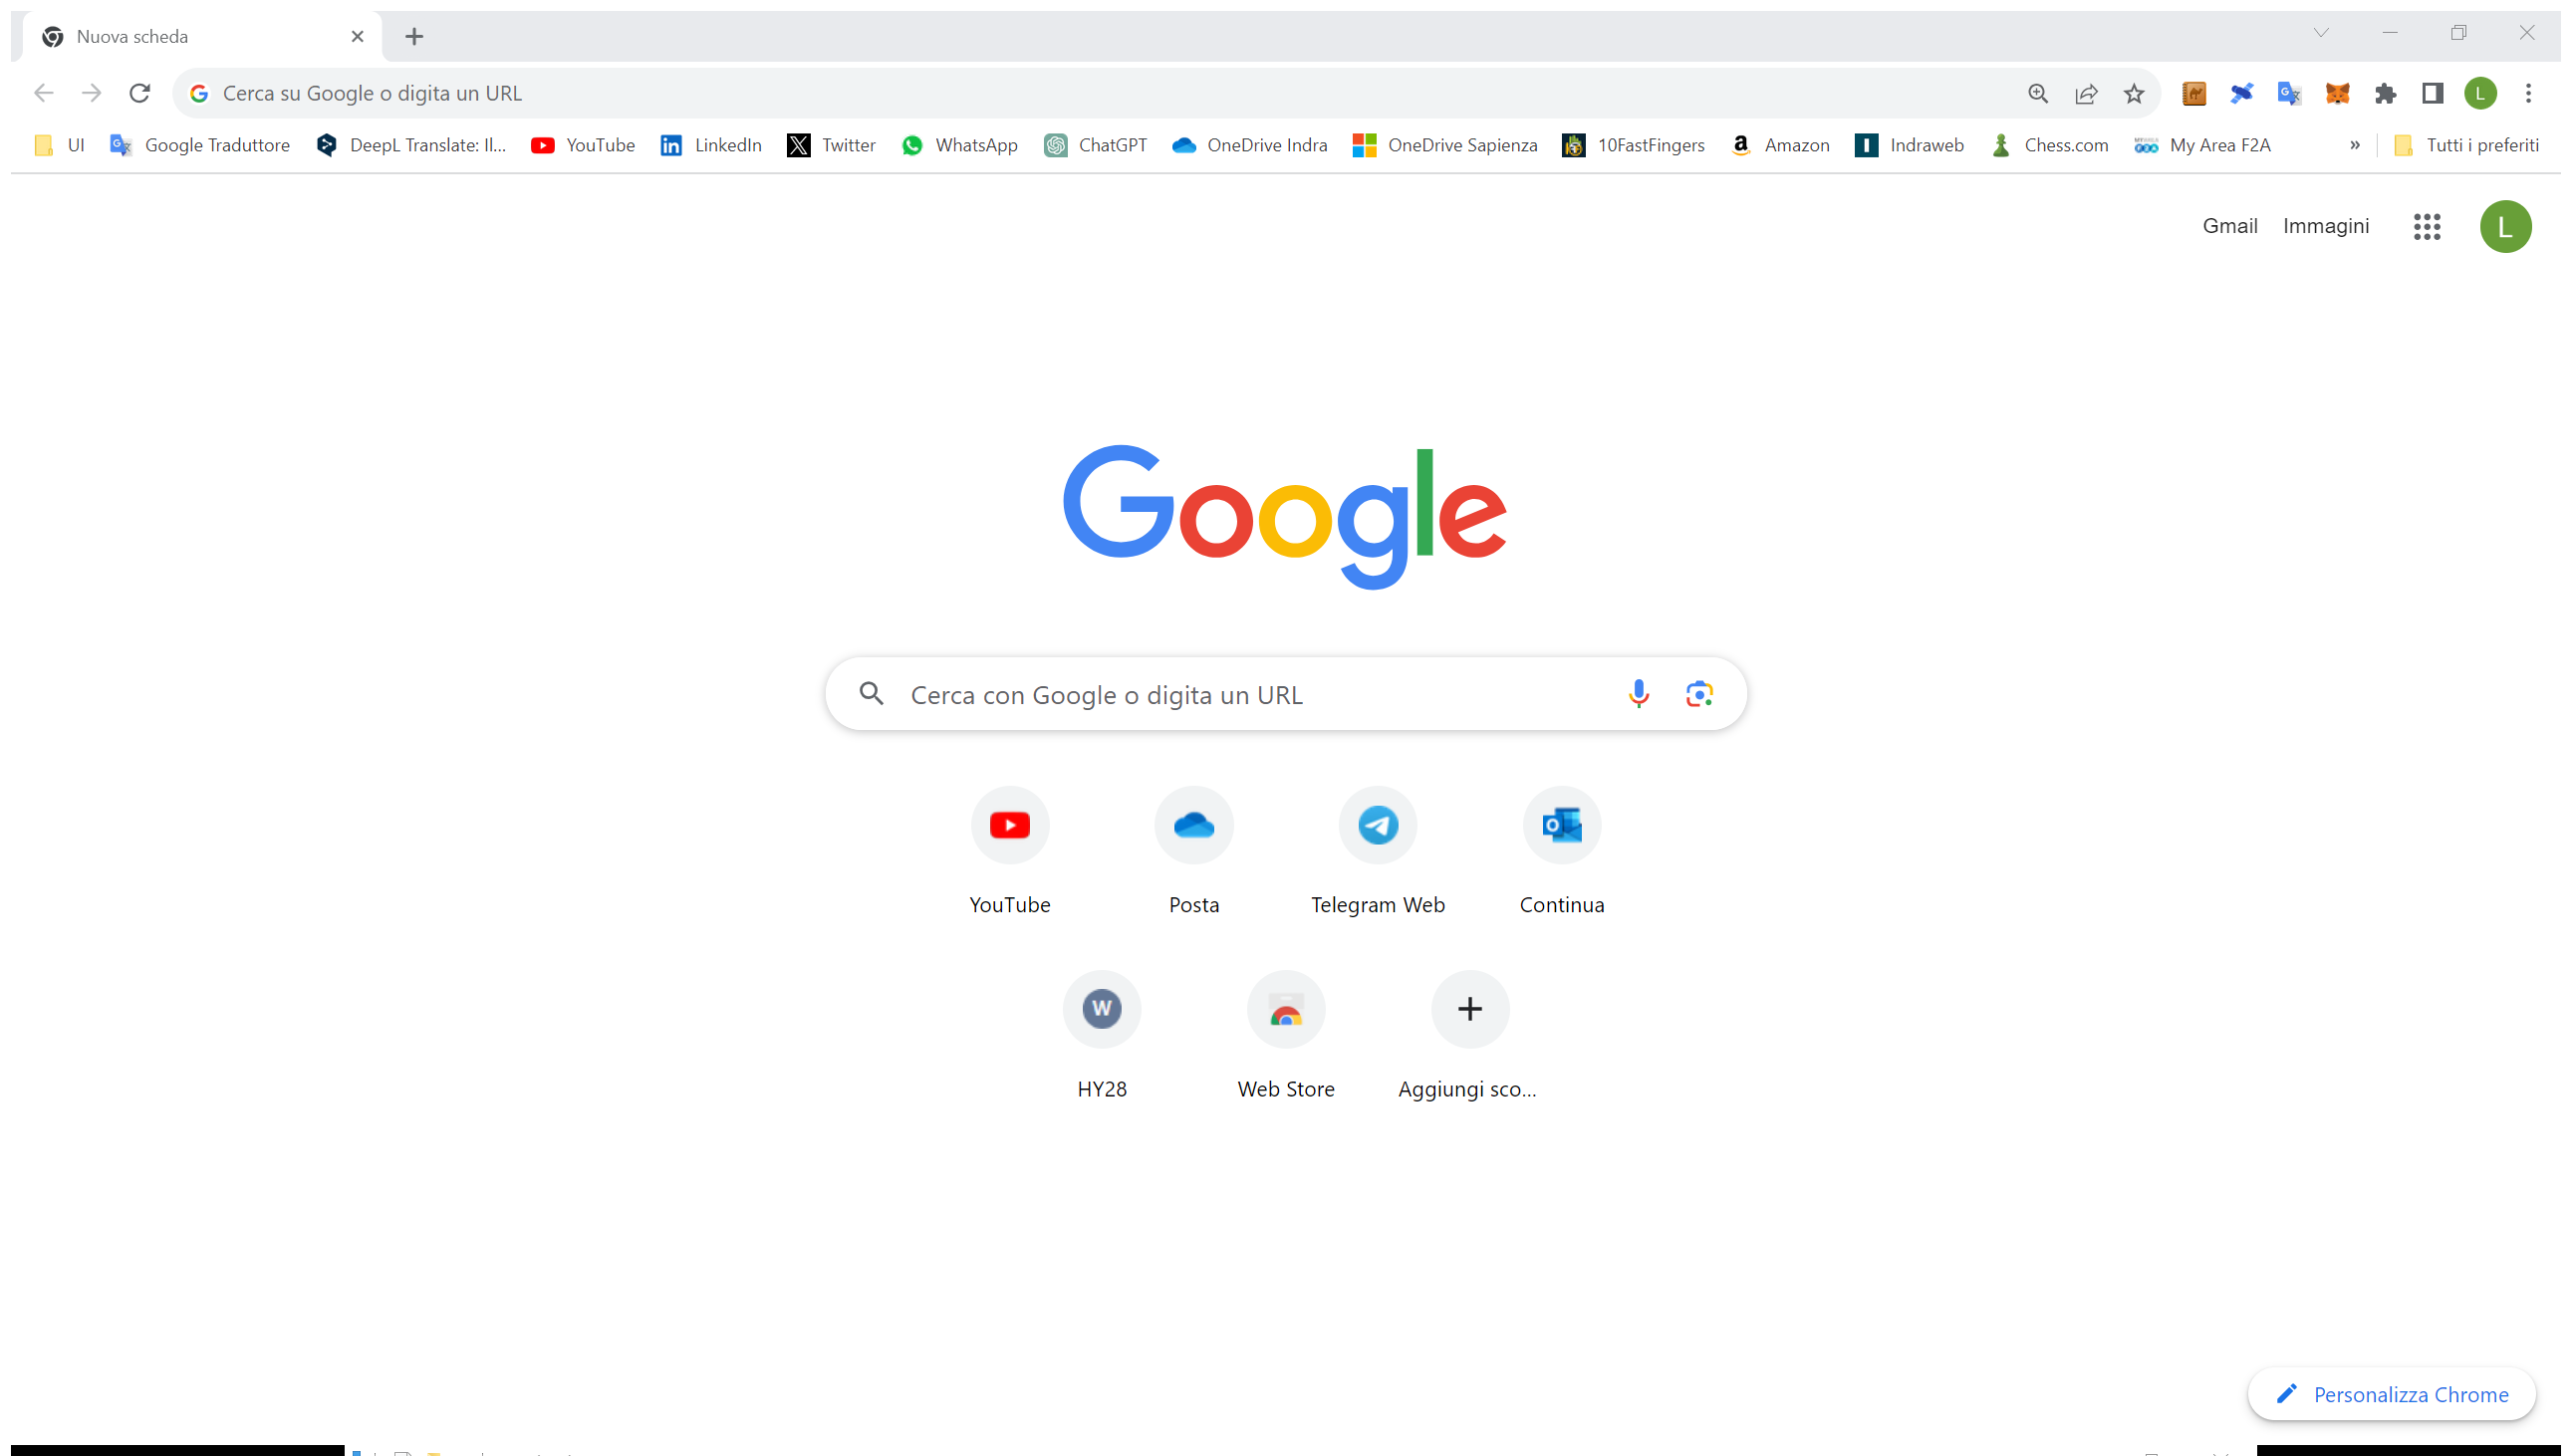 Nuova scheda
Cerca su Google o digita un URL
L
UI Google Traduttore DeepL Translate: Il... YouTube LinkedIn Twitter WhatsApp ChatGPT OneDrive Indra OneDrive Sapienza 10FastFingers Amazon Indraweb Chess.com My Area F2A » Tutti i preferiti
Gmail Immagini L
Google
Cerca con Google o digita un URL
YouTube Posta Telegram Web Continua
W
HY28 Web Store Aggiungi sco...
Personalizza Chrome